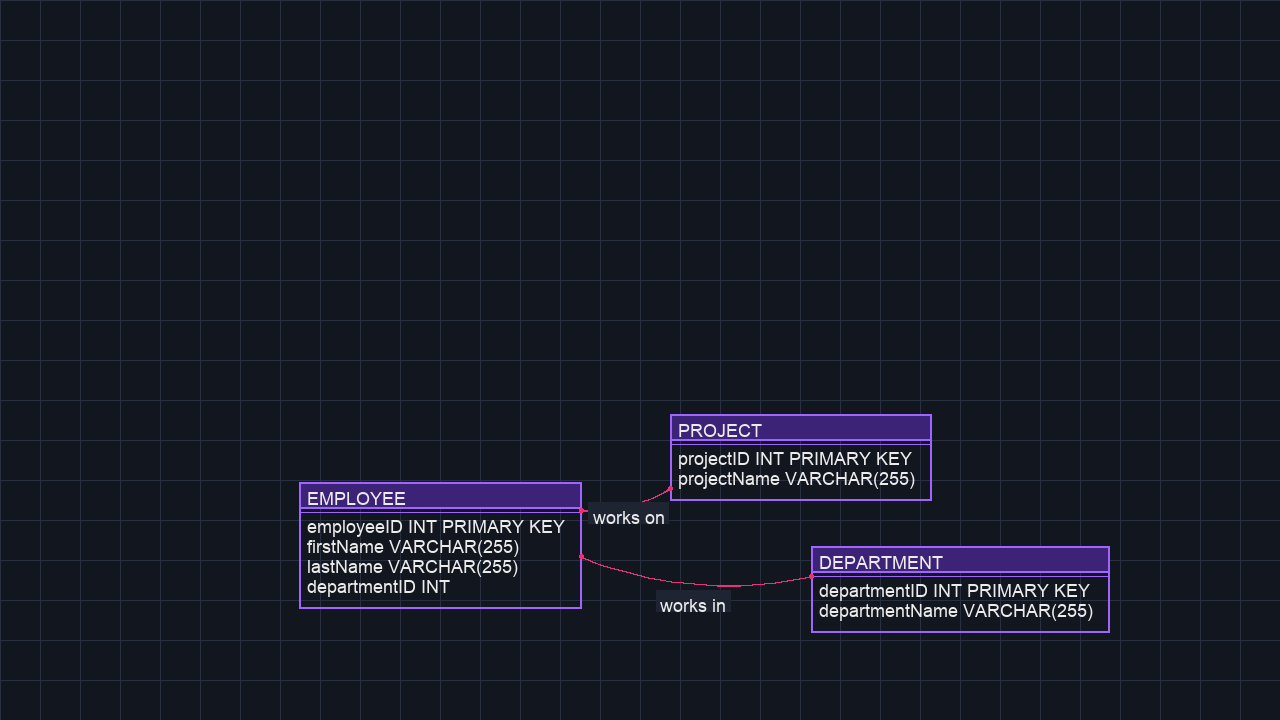 PROJECT
projectID INT PRIMARY KEY
projectName VARCHAR(255)
EMPLOYEE
employeeID INT PRIMARY KEY
firstName VARCHAR(255)
lastName VARCHAR(255)
departmentID INT
works on
works in
DEPARTMENT
departmentID INT PRIMARY KEY
departmentName VARCHAR(255)